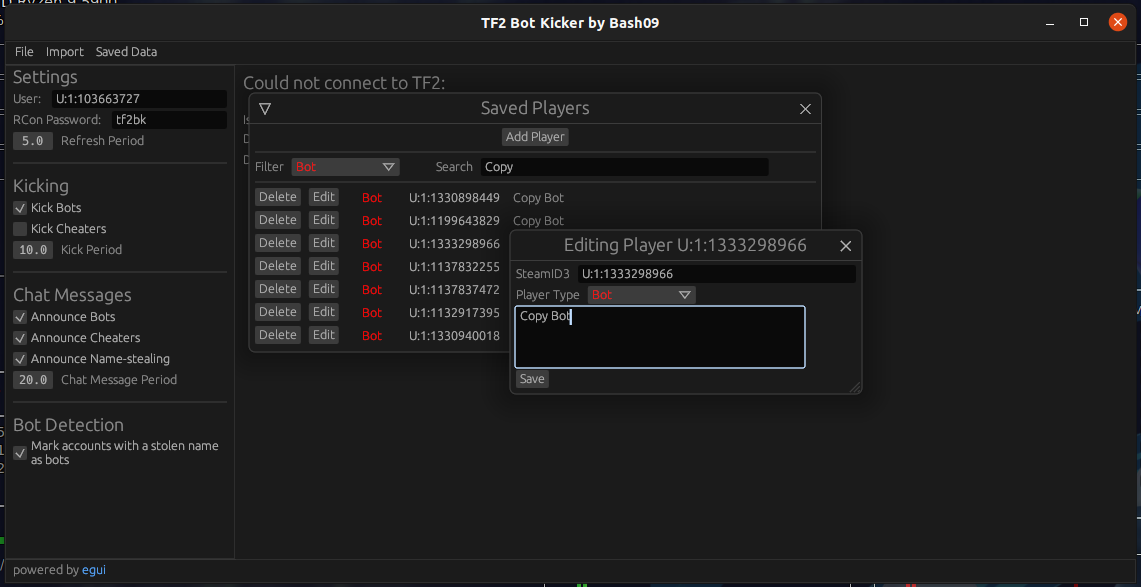 TF2 Bot Kicker by Bash09
File Import Saved Data
Settings
User: U:1:103663727
RCon Password: tf2bk
5.0 Refresh Period
Kicking
Kick Bots
Kick Cheaters
10.0 Kick Period
Chat Messages
Announce Bots
Announce Cheaters
Announce Name-stealing
20.0 Chat Message Period
Bot Detection
Mark accounts with a stolen name
as bots
Could not connect to TF2:
Saved Players
Add Player
Filter Bot Search Copy
Delete Edit Bot U:1:1330898449 Copy Bot
Delete Edit Bot U:1:1199643829 Copy Bot
Delete Edit Bot U:1:1333298966
Delete Edit Bot U:1:1137832255
Delete Edit Bot U:1:1137837472
Delete Edit Bot U:1:1132917395
Delete Edit Bot U:1:1330940018
Editing Player U:1:1333298966
SteamID3 U:1:1333298966
Player Type Bot
Copy Bot
Save
powered by egui